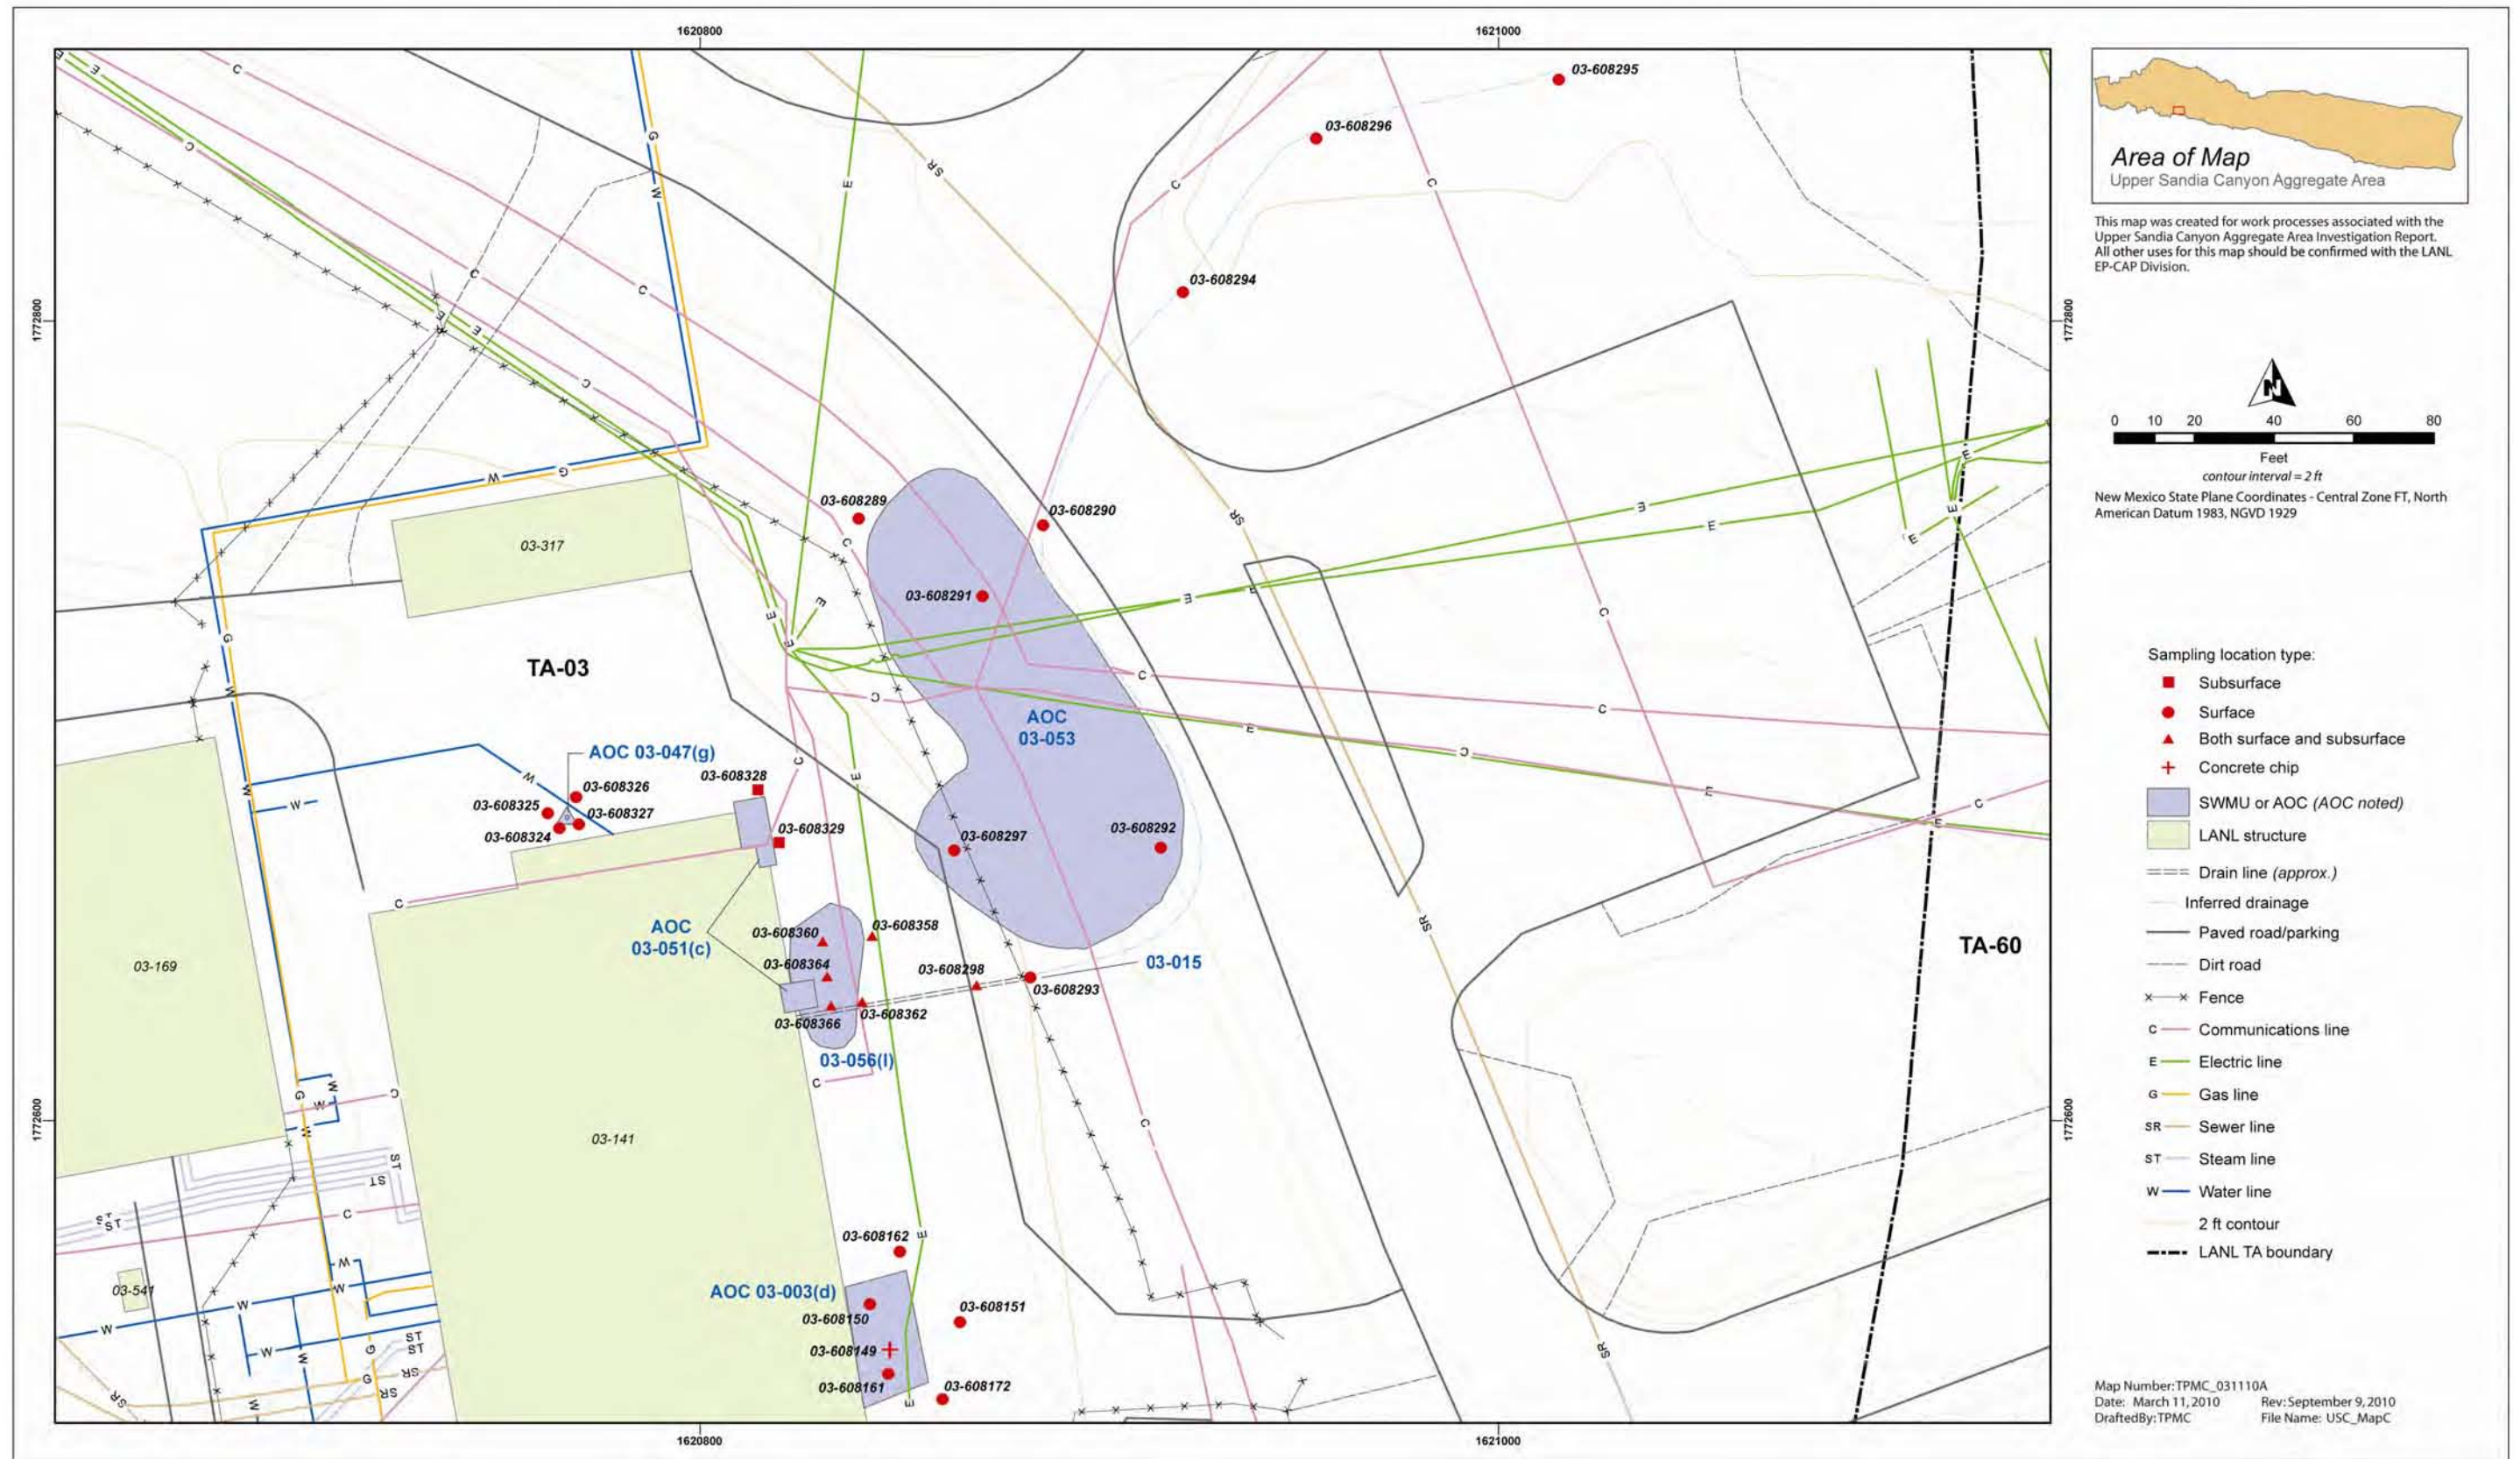 1620800
1621000
03-608295
03-608296
03-608294
1772800
1772800
03-608289
03-608290
03-317
03-608291
TA-03
AOC
03-053
AOC 03-047(g)
03-608328
03-608326
03-608325
03-608327
03-608324
03-608329
03-608297
03-608292
AOC
03-051(c)
03-608360
03-608358
03-608364
03-608298
03-015
03-608293
03-608366
03-608362
03-056(l)
03-169
TA-60
1772600
1772600
03-141
03-541
03-608162
AOC 03-003(d)
03-608150
03-608151
03-608149
03-608161
03-608172
1620800
1621000
Area of Map
Upper Sandia Canyon Aggregate Area
This map was created for work processes associated with the
Upper Sandia Canyon Aggregate Area Investigation Report.
All other uses for this map should be confirmed with the LANL
EP-CAP Division.
N
0 10 20 40 60 80
Feet
contour interval = 2 ft
New Mexico State Plane Coordinates - Central Zone FT, North
American Datum 1983, NGVD 1929
Sampling location type:
Subsurface
Surface
Both surface and subsurface
Concrete chip
SWMU or AOC (AOC noted)
LANL structure
Drain line (approx.)
Inferred drainage
Paved road/parking
Dirt road
Fence
C Communications line
E Electric line
G Gas line
SR Sewer line
ST Steam line
W Water line
2 ft contour
LANL TA boundary
Map Number: TPMC_031110A
Date: March 11, 2010 Rev: September 9, 2010
DraftedBy: TPMC File Name: USC_MapC